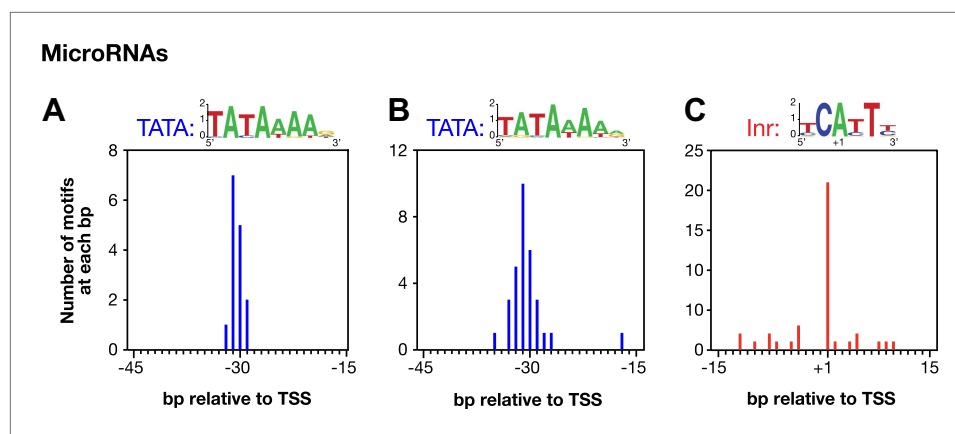 MicroRNAs
A
TATA:
2
1
0
TATAAAA
5'
3'
Number of motifs
at each bp
8
6
4
2
0
-45
-30
-15
bp relative to TSS
B
TATA:
2
1
0
TATAAAA
5'
3'
12
8
4
0
-45
-30
-15
bp relative to TSS
C
Inr:
2
1
0
TCATT
5'
+1
3'
25
20
15
10
10
0
-15
+1
15
bp relative to TSS